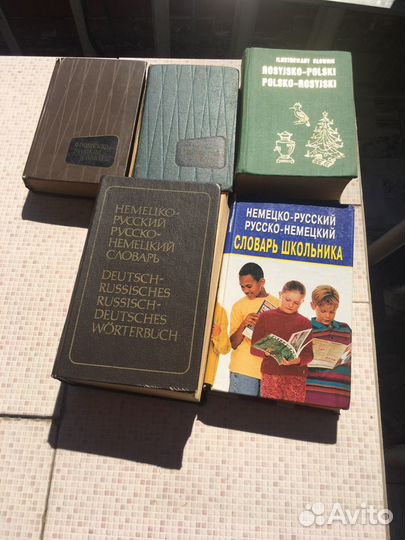 РУССКИЙ
ILUSTROWANY SŁOWNIK
ROSYJSKO-POLSKI
POLSKO-ROSYJSKI
НЕМЕЦКО-
РУССКИЙ
РУССКО-
НЕМЕЦКИЙ
СЛОВАРЬ
DEUTSCH-
RUSSISCHES
RUSSISCH-
DEUTSCHES
WÖRTERBUCH
НЕМЕЦКО-РУССКИЙ
РУССКО-НЕМЕЦКИЙ
СЛОВАРЬ ШКОЛЬНИКА
Avito